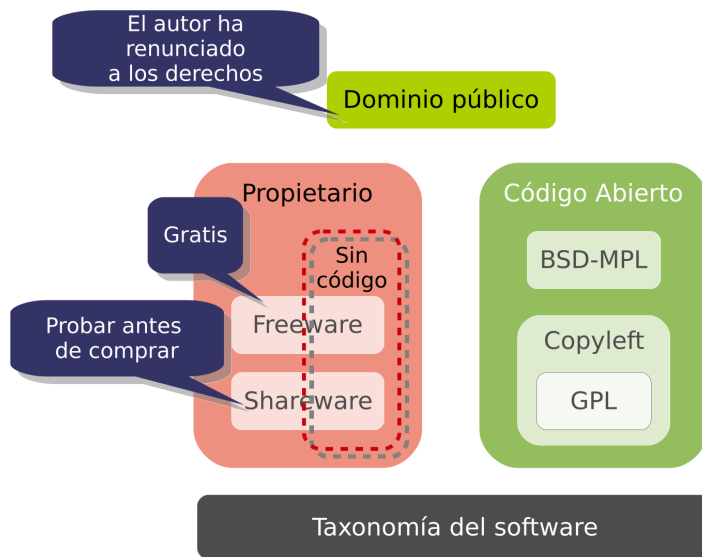 El autor ha
renunciado
a los derechos
Dominio público
Propietario
Código Abierto
Gratis
Sin
código
BSD-MPL
Freeware
Probar antes
de comprar
Copyleft
Shareware
GPL
Taxonomía del software